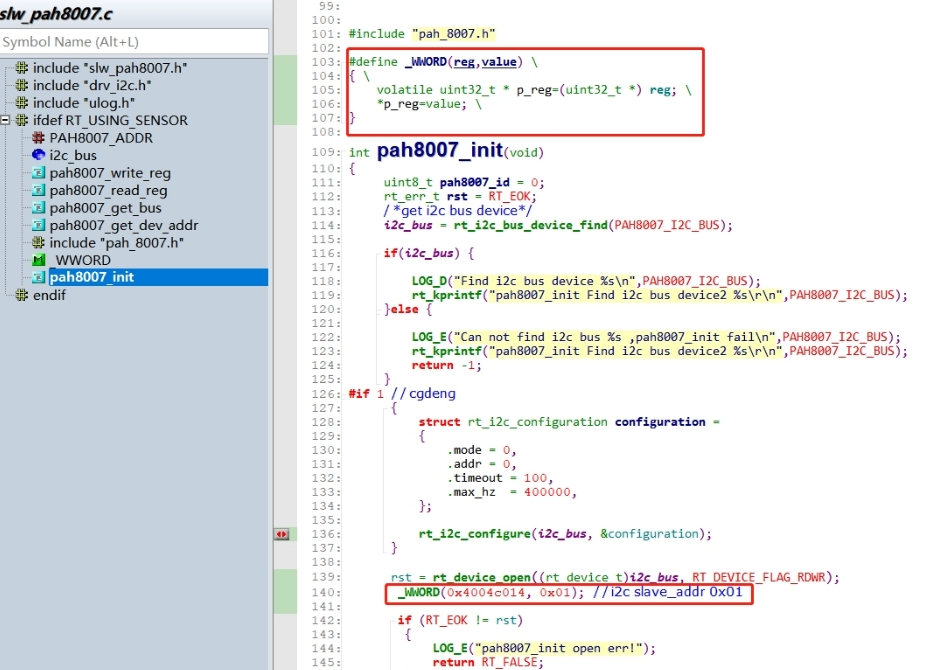 slw_pah8007.c
Symbol Name (Alt+L)
include "slw_pah8007.h"
include "drv_i2c.h"
include "ulog.h"
ifdef RT_USING_SENSOR
PAH8007_ADDR
i2c_bus
pah8007_write_reg
pah8007_read_reg
pah8007_get_bus
pah8007_get_dev_addr
include "pah_8007.h"
_WWORD
pah8007_init
endif
99:
100:
101: #include "pah_8007.h"
102:
103: #define _WWORD(reg,value) \
104: { \
105: volatile uint32_t * p_reg=(uint32_t *) reg; \
106: *p_reg=value; \
107: }
108:
109: int pah8007_init(void)
110: {
111: uint8_t pah8007_id = 0;
112: rt_err_t rst = RT_EOK;
113: /*get i2c bus device*/
114: i2c_bus = rt_i2c_bus_device_find(PAH8007_I2C_BUS);
115:
116: if(i2c_bus) {
117:
118: LOG_D("Find i2c bus device %s\n",PAH8007_I2C_BUS);
119: rt_kprintf("pah8007_init Find i2c bus device2 %s\r\n",PAH8007_I2C_BUS);
120: }else {
121:
122: LOG_E("Can not find i2c bus %s ,pah8007_init fail\n",PAH8007_I2C_BUS);
123: rt_kprintf("pah8007_init Find i2c bus device2 %s\r\n",PAH8007_I2C_BUS);
124: return -1;
125: }
126: #if 1 //cgdeng
127: {
128: struct rt_i2c_configuration configuration =
129: {
130: .mode = 0,
131: .addr = 0,
132: .timeout = 100,
133: .max_hz = 400000,
134: };
135:
136: rt_i2c_configure(i2c_bus, &configuration);
137: }
138:
139: rst = rt_device_open((rt_device_t)i2c_bus, RT_DEVICE_FLAG_RDWR);
140: _WWORD(0x4004c014, 0x01); //i2c slave_addr 0x01
141:
142: if (RT_EOK != rst)
143: {
144: LOG_E("pah8007_init open err!");
145: return RT_FALSE;